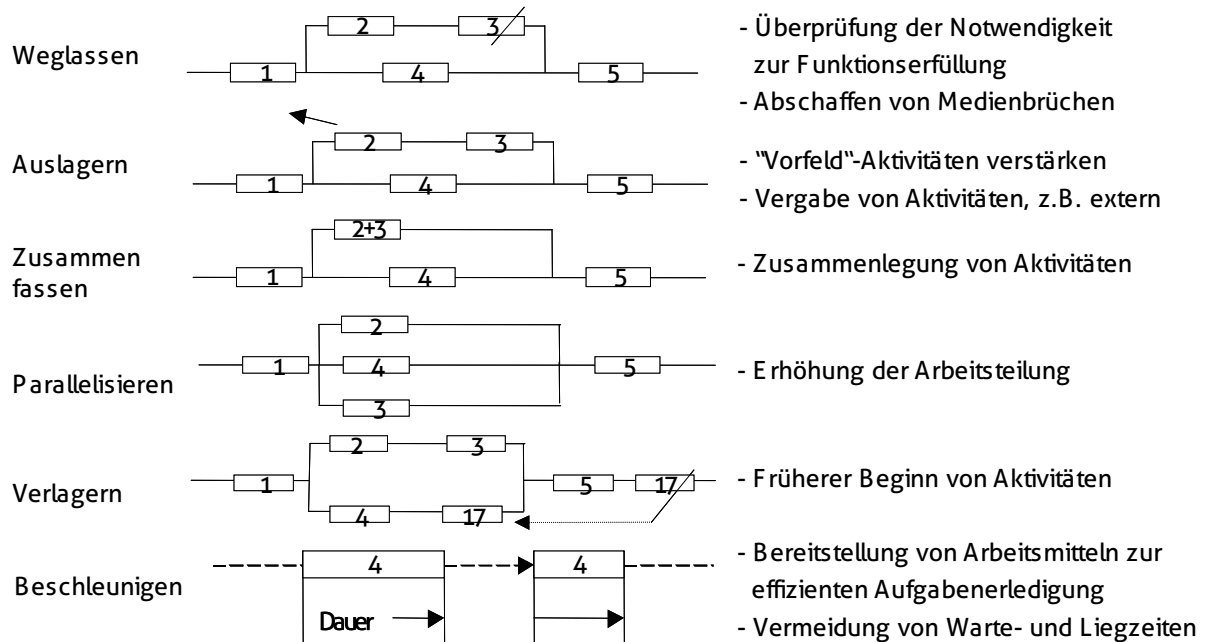 Weglassen
2
3
1
4
5
- Überprüfung der Notwendigkeit
zur Funktionserfüllung
- Abschaffen von Medienbrüchen
Auslagern
2
3
1
4
5
- "Vorfeld"-Aktivitäten verstärken
- Vergabe von Aktivitäten, z.B. extern
Zusammen
fassen
2+3
1
4
5
- Zusammenlegung von Aktivitäten
Parallelisieren
2
1
4
5
3
- Erhöhung der Arbeitsteilung
Verlagern
2
3
1
5
17
4
17
- Früherer Beginn von Aktivitäten
Beschleunigen
4
4
Dauer
- Bereitstellung von Arbeitsmitteln zur
effizienten Aufgabenerledigung
- Vermeidung von Warte- und Liegzeiten